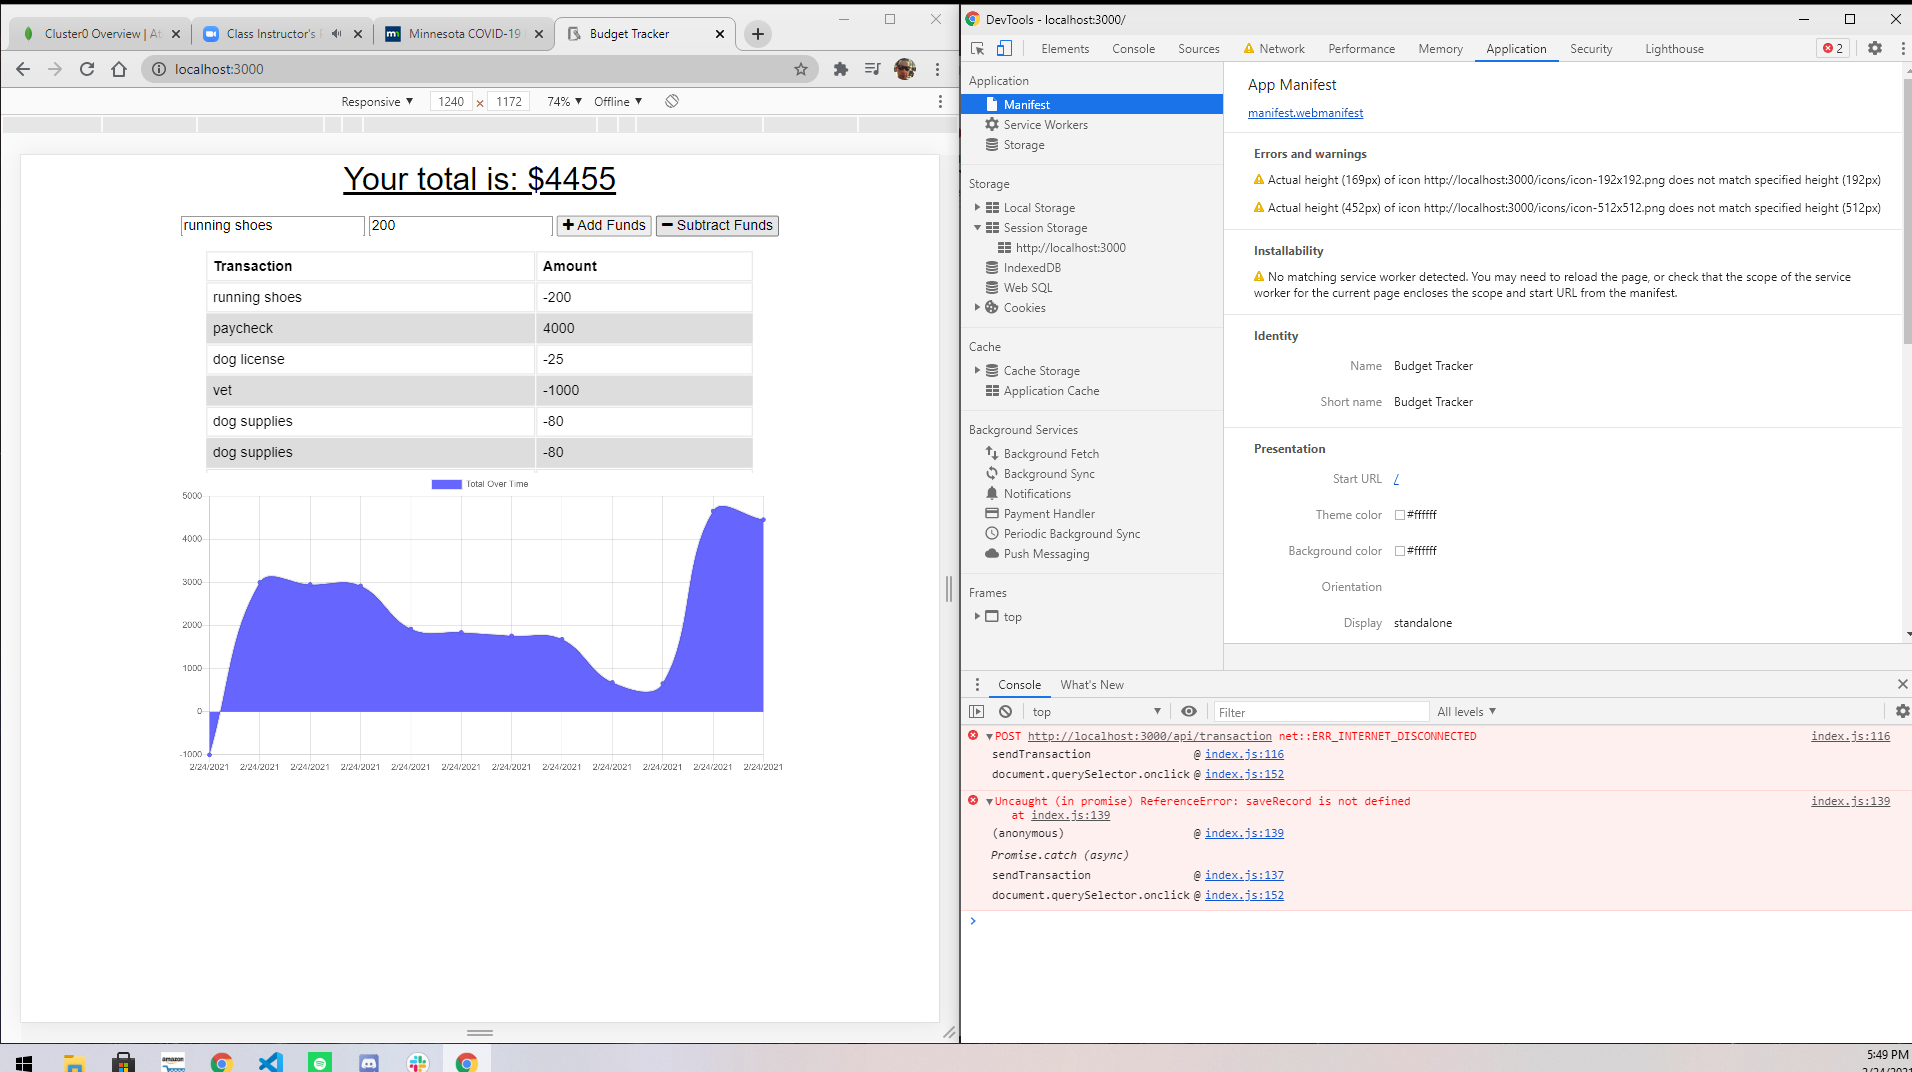 Cluster0 Overview | At
Class Instructor's
Minnesota COVID-19
Budget Tracker
localhost:3000
Responsive
1240
1172
74%
Offline
Your total is: $4455
running shoes
200
Add Funds
Subtract Funds
Transaction Amount
running shoes -200
paycheck 4000
dog license -25
vet -1000
dog supplies -80
dog supplies -80
Total Over Time
5000
4000
3000
2000
1000
0
-1000
2/24/2021 2/24/2021 2/24/2021 2/24/2021 2/24/2021 2/24/2021 2/24/2021 2/24/2021 2/24/2021 2/24/2021 2/24/2021 2/24/2021
DevTools - localhost:3000/
Elements Console Sources Network Performance Memory Application Security Lighthouse
2
Application
Manifest
Service Workers
Storage
Storage
Local Storage
Session Storage
http://localhost:3000
IndexedDB
Web SQL
Cookies
Cache
Cache Storage
Application Cache
Background Services
Background Fetch
Background Sync
Notifications
Payment Handler
Periodic Background Sync
Push Messaging
Frames
top
App Manifest
manifest.webmanifest
Errors and warnings
Actual height (169px) of icon http://localhost:3000/icons/icon-192x192.png does not match specified height (192px)
Actual height (452px) of icon http://localhost:3000/icons/icon-512x512.png does not match specified height (512px)
Installability
No matching service worker detected. You may need to reload the page, or check that the scope of the service
worker for the current page encloses the scope and start URL from the manifest.
Identity
Name Budget Tracker
Short name Budget Tracker
Presentation
Start URL /
Theme color #ffffff
Background color #ffffff
Orientation
Display standalone
Console What's New
top
Filter
All levels
POST http://localhost:3000/api/transaction net::ERR_INTERNET_DISCONNECTED index.js:116
sendTransaction @ index.js:116
document.querySelector.onclick @ index.js:152
Uncaught (in promise) ReferenceError: saveRecord is not defined index.js:139
at index.js:139
(anonymous) @ index.js:139
Promise.catch (async)
sendTransaction @ index.js:137
document.querySelector.onclick @ index.js:152
amazon
5:49 PM